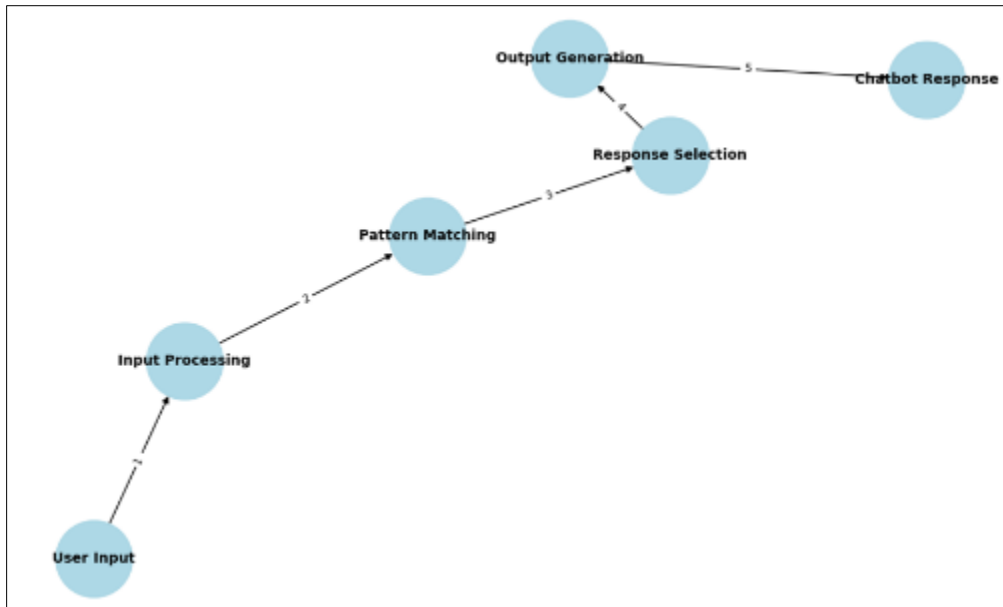 Output Generation
5
Chatbot Response
4
Response Selection
3
Pattern Matching
2
Input Processing
1
User Input